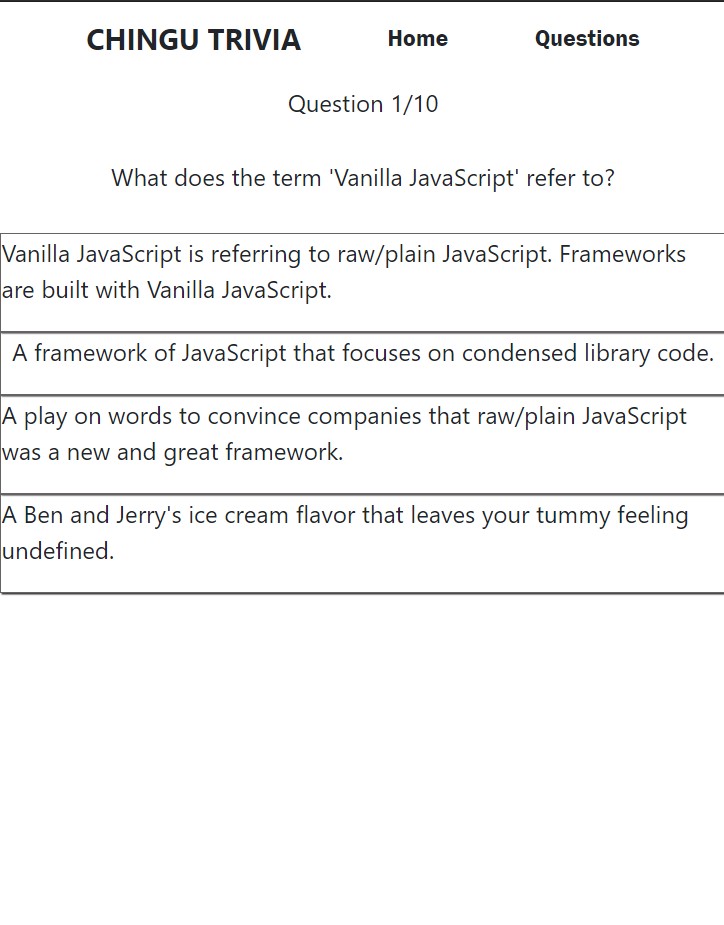 CHINGU TRIVIA Home Questions
Question 1/10
What does the term 'Vanilla JavaScript' refer to?
Vanilla JavaScript is referring to raw/plain JavaScript. Frameworks
are built with Vanilla JavaScript.
A framework of JavaScript that focuses on condensed library code.
A play on words to convince companies that raw/plain JavaScript
was a new and great framework.
A Ben and Jerry's ice cream flavor that leaves your tummy feeling
undefined.